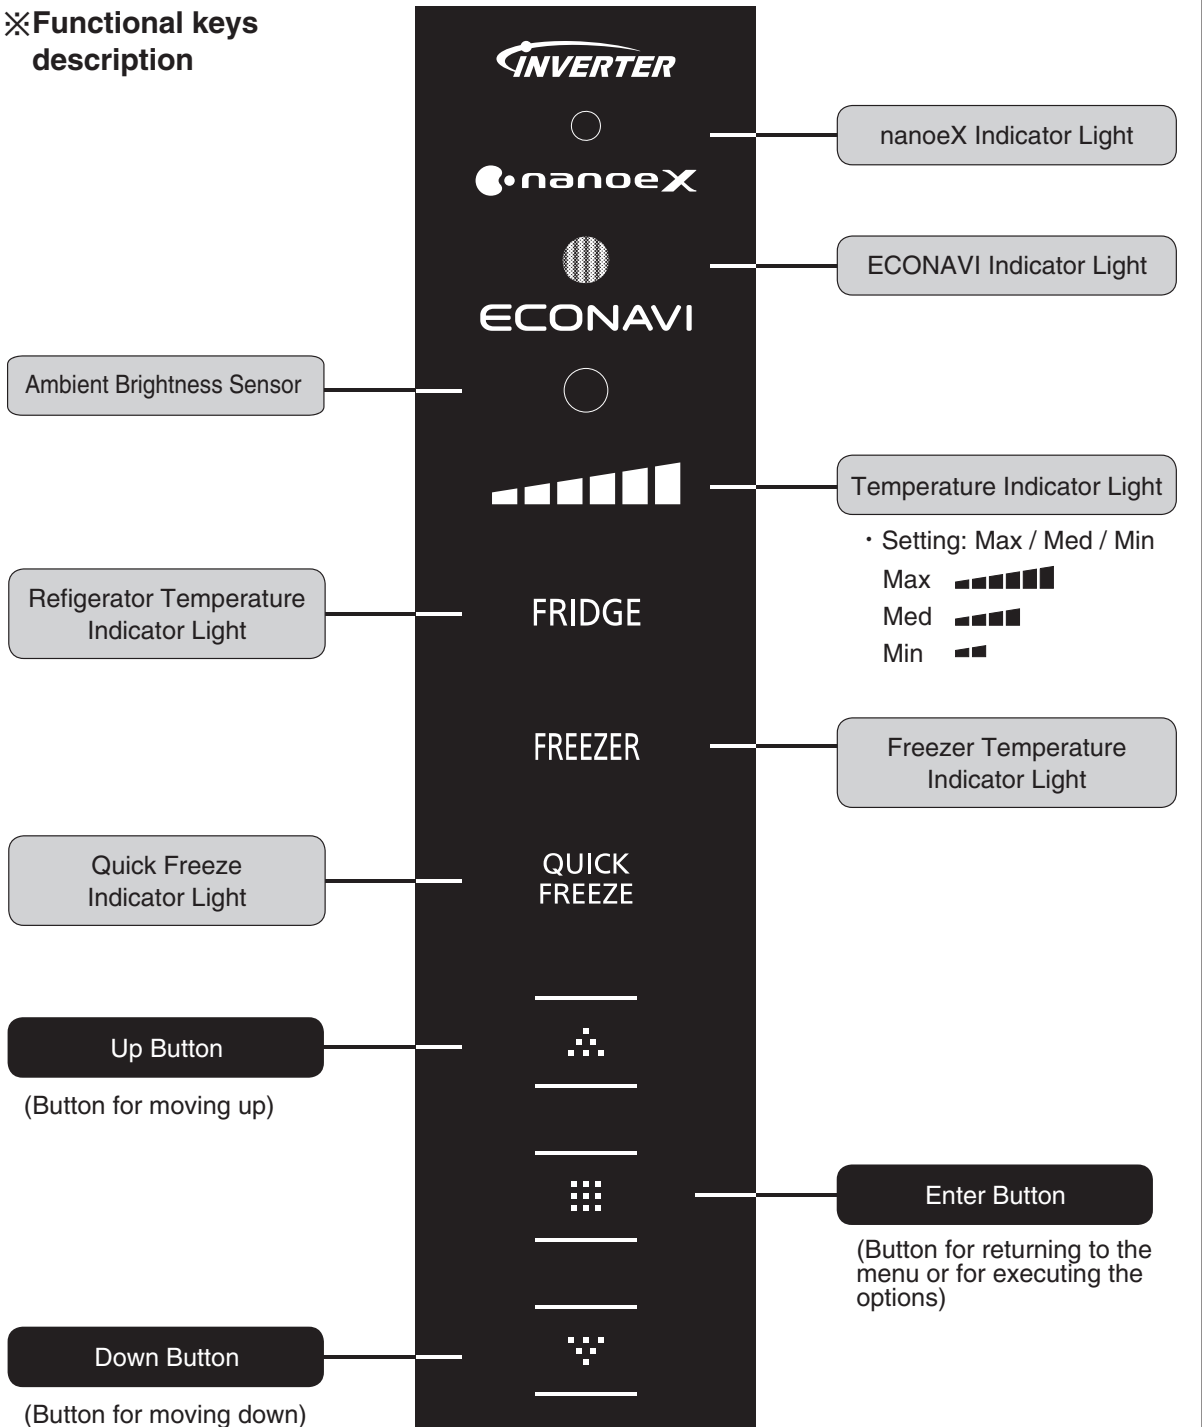 ※Functional keys
description
INVERTER
nanoeX Indicator Light
nanoeX
ECONAVI Indicator Light
ECONAVI
Ambient Brightness Sensor
Temperature Indicator Light
・Setting: Max / Med / Min
Max
Med
Min
Refigerator Temperature
Indicator Light
FRIDGE
FREEZER
Freezer Temperature
Indicator Light
Quick Freeze
Indicator Light
QUICK
FREEZE
Up Button
(Button for moving up)
Enter Button
(Button for returning to the
menu or for executing the
options)
Down Button
(Button for moving down)